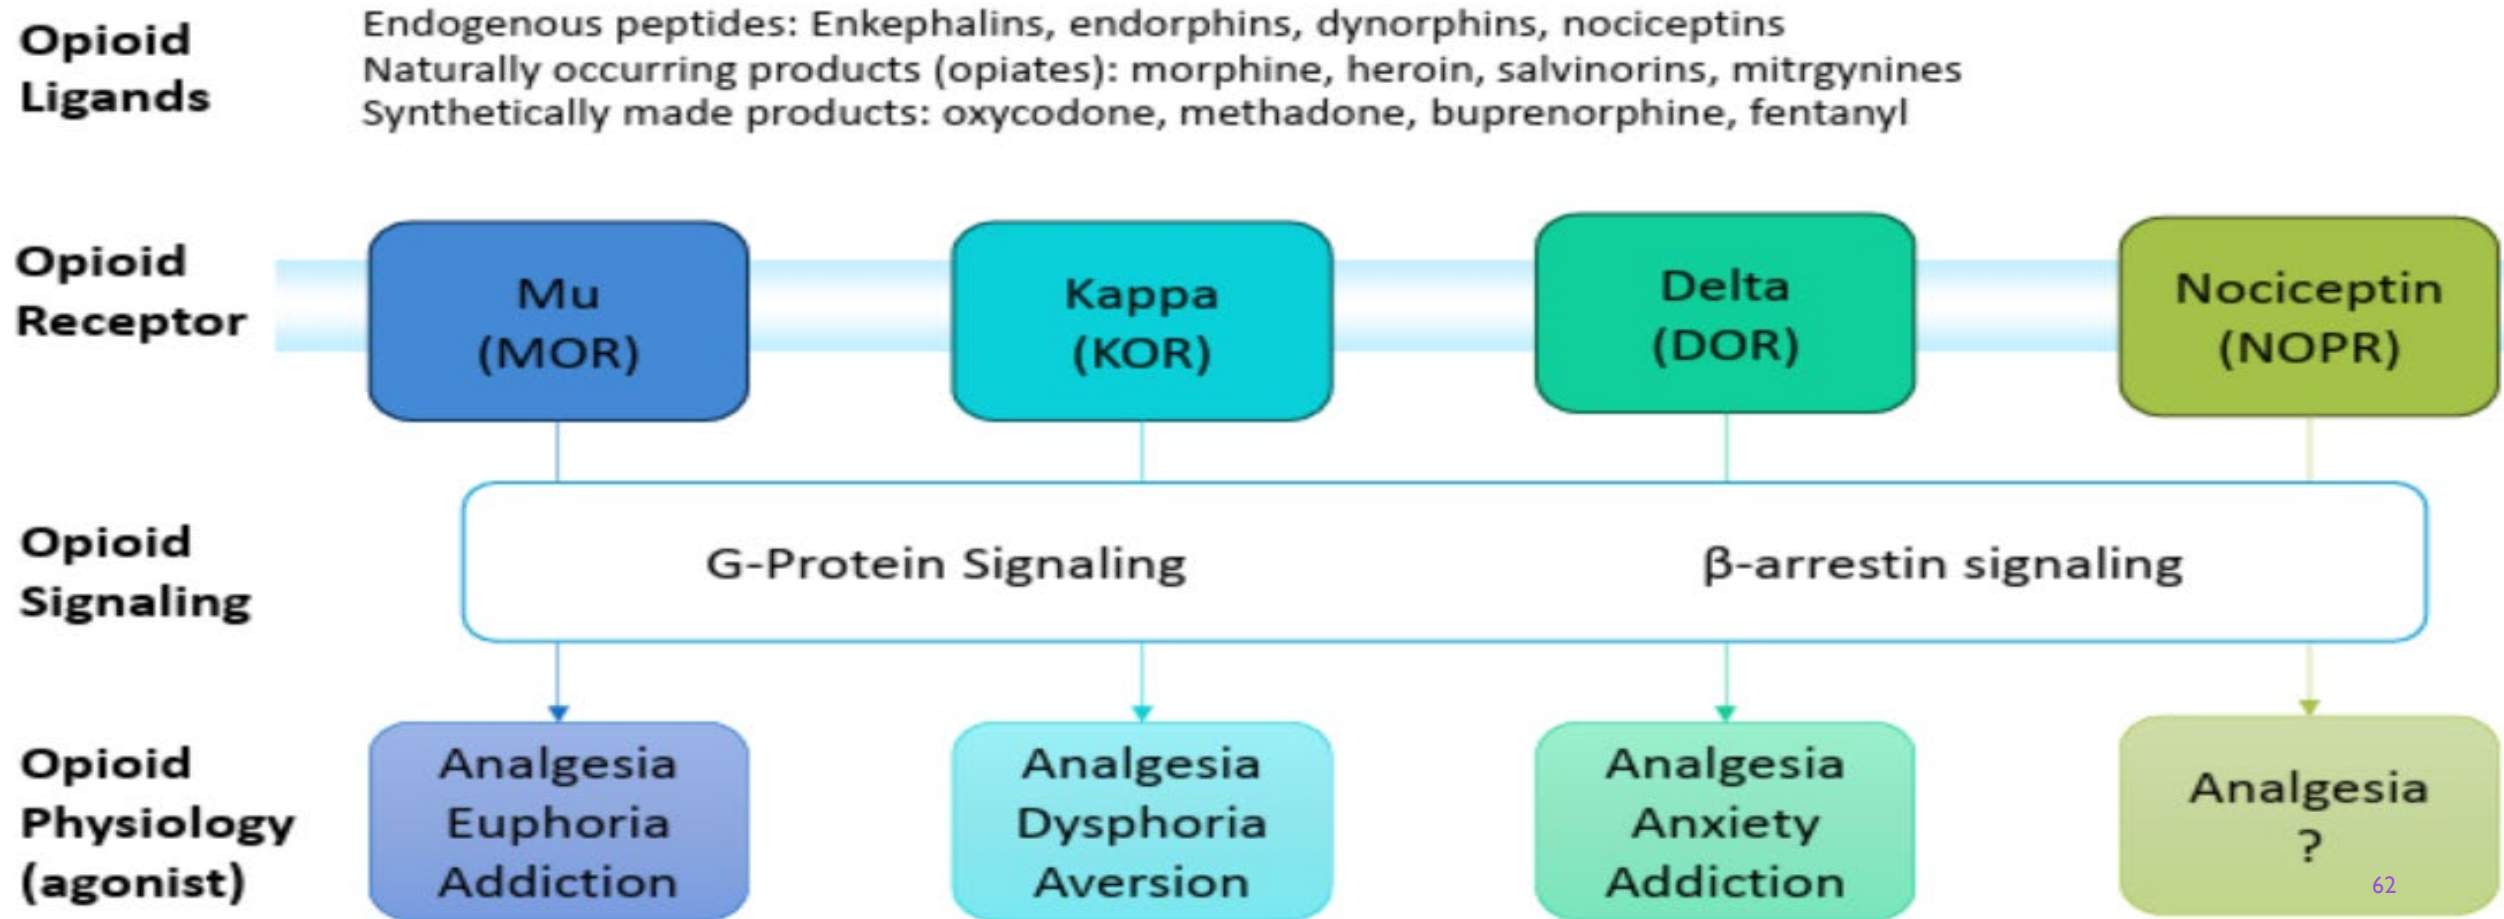 Opioid
Ligands
Endogenous peptides: Enkephalins, endorphins, dynorphins, nociceptins
Naturally occurring products (opiates): morphine, heroin, salvinorins, mitrgynines
Synthetically made products: oxycodone, methadone, buprenorphine, fentanyl
Opioid
Receptor
Mu
(MOR)
Kappa
(KOR)
Delta
(DOR)
Nociceptin
(NOPR)
Opioid
Signaling
G-Protein Signaling
β-arrestin signaling
Opioid
Physiology
(agonist)
Analgesia
Euphoria
Addiction
Analgesia
Dysphoria
Aversion
Analgesia
Anxiety
Addiction
Analgesia
?
62